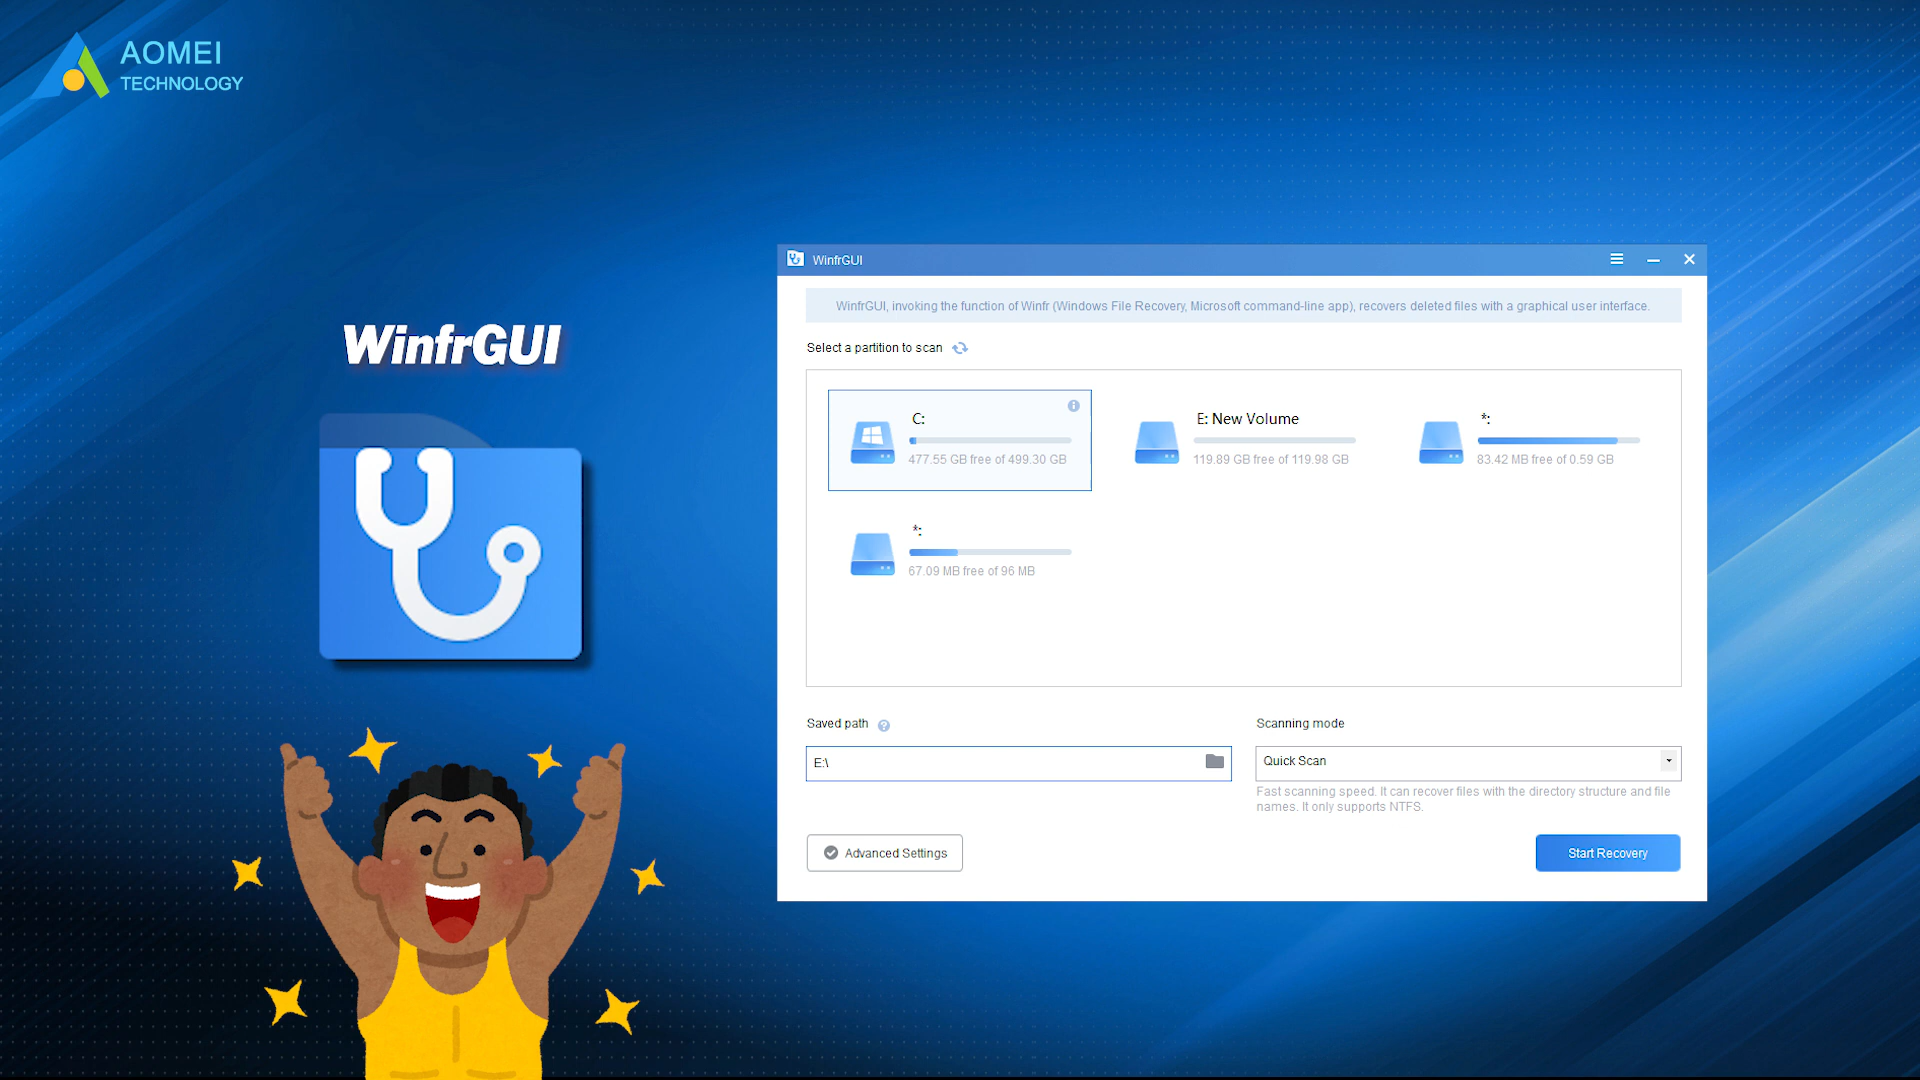 AOMEI
TECHNOLOGY
WinfrGUI
WinfrGUI
WinfrGUI, invoking the function of Winfr (Windows File Recovery, Microsoft command-line app), recovers deleted files with a graphical user interface.
Select a partition to scan
C:
477.55 GB free of 499.30 GB
E: New Volume
119.89 GB free of 119.98 GB
*:
83.42 MB free of 0.59 GB
*:
67.09 MB free of 96 MB
Saved path
E:\
Scanning mode
Quick Scan
Fast scanning speed. It can recover files with the directory structure and file
names. It only supports NTFS.
Advanced Settings
Start Recovery